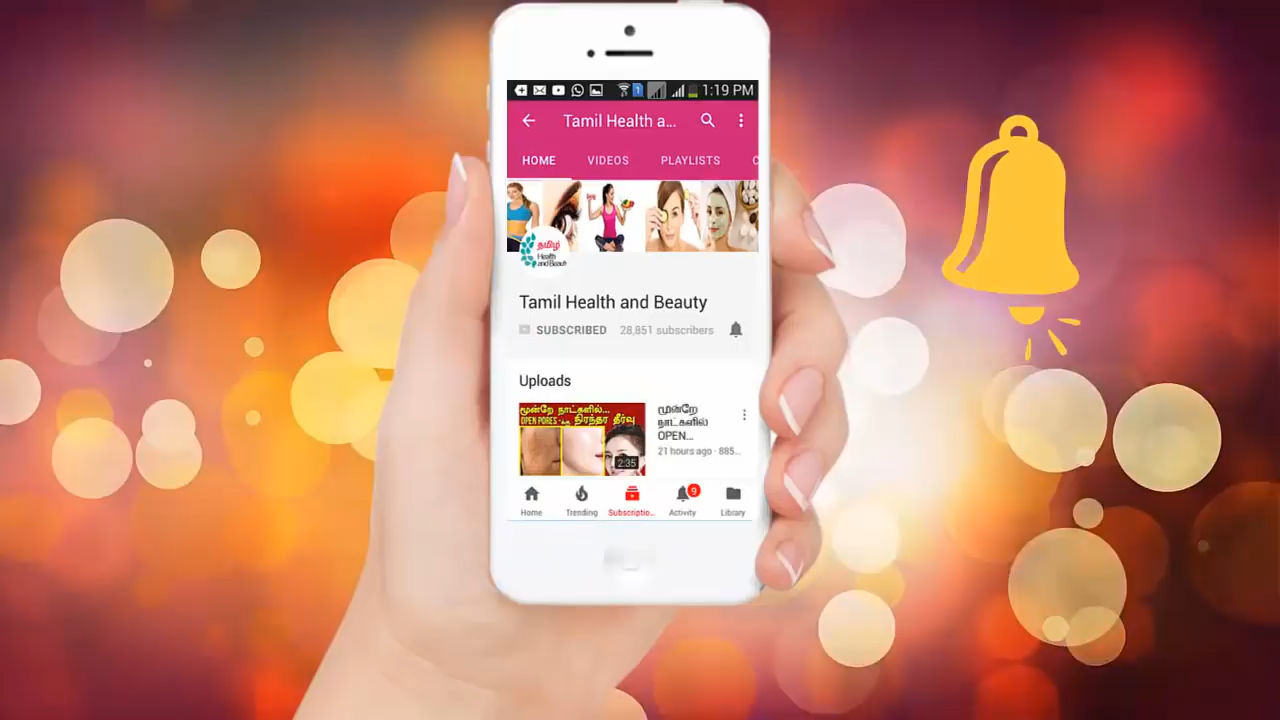 1:19 PM
Tamil Health a...
HOME VIDEOS PLAYLISTS C
தமிழ்
Health
and Beauty
Tamil Health and Beauty
SUBSCRIBED 28,851 subscribers
Uploads
மூன்றே நாட்களில்...
OPEN PORES நிரந்தர தீர்வு
2:35
மூன்றே
நாட்களில்
OPEN...
21 hours ago · 885...
9
Home Trending Subscriptio... Activity Library